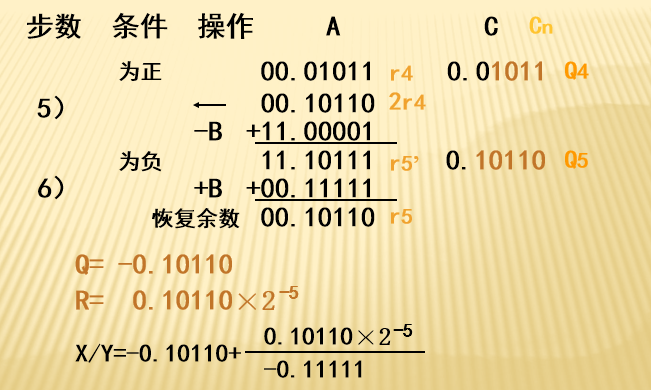 步数 条件 操作 A C Cn
为正 00.01011 r4 0.01011 Q4
5） ← 00.10110 2r4
-B +11.00001
为负 11.10111 r5’ 0.10110 Q5
6） +B +00.11111
恢复余数 00.10110 r5
Q= -0.10110
R= 0.10110×2⁻⁵
0.10110×2⁻⁵
X/Y=-0.10110+
-0.11111